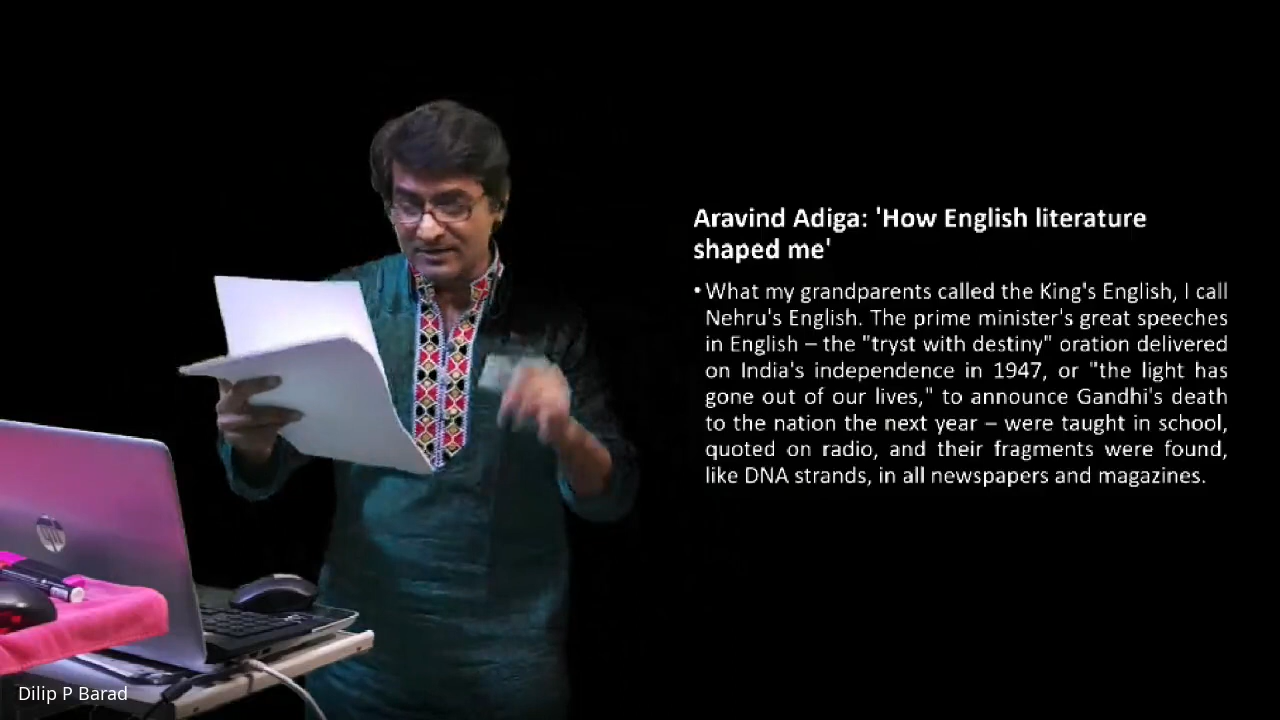 Aravind Adiga: 'How English literature
shaped me'
• What my grandparents called the King's English, I call
Nehru's English. The prime minister's great speeches
in English – the "tryst with destiny" oration delivered
on India's independence in 1947, or "the light has
gone out of our lives," to announce Gandhi's death
to the nation the next year – were taught in school,
quoted on radio, and their fragments were found,
like DNA strands, in all newspapers and magazines.
hp
Dilip P Barad